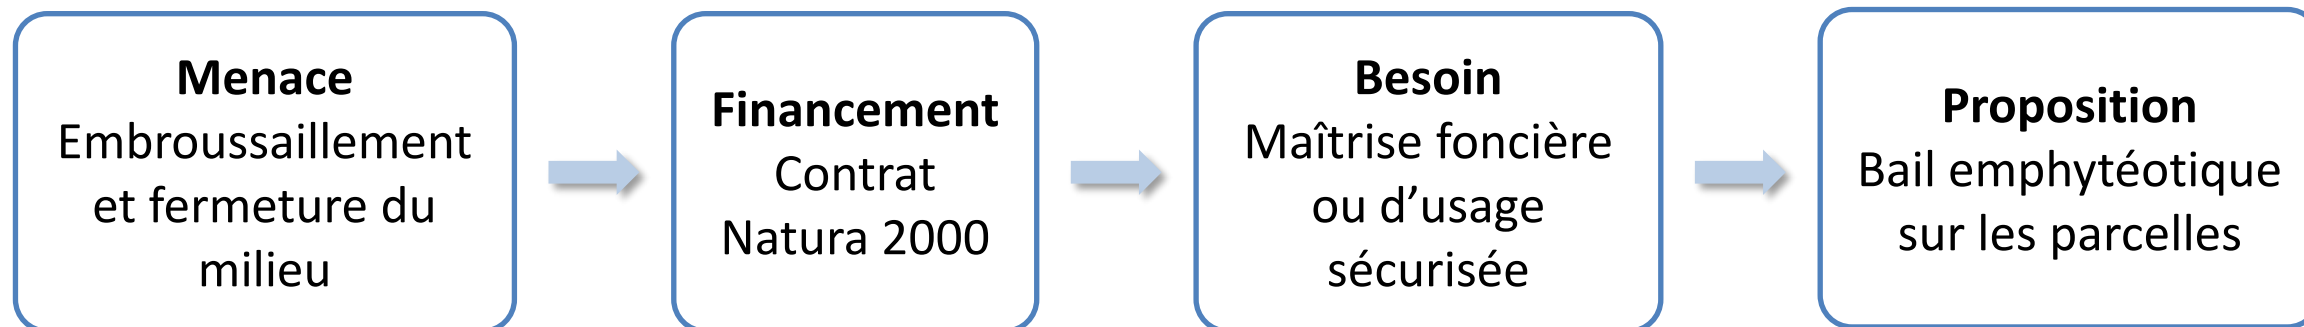 Menace
Embroussaillement
et fermeture du
milieu
Financement
Contrat
Natura 2000
Besoin
Maîtrise foncière
ou d’usage
sécurisée
Proposition
Bail emphytéotique
sur les parcelles